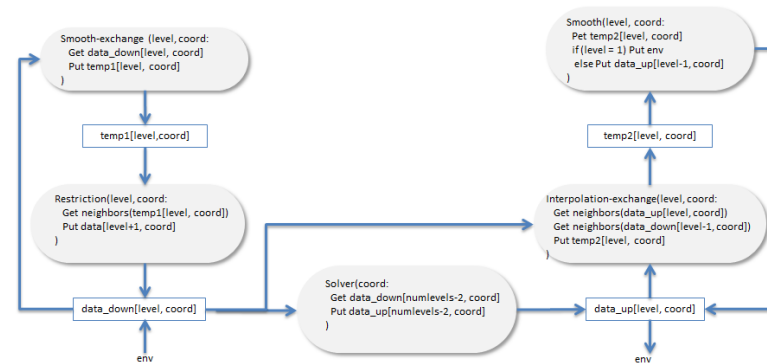 Smooth-exchange (level,coord:
Get data_down[level, coord]
Put temp1[level, coord]
)
temp1[level,coord]
Restriction(level,coord:
Get neighbors(temp1[level, coord])
Put data[level+1, coord]
)
data_down[level, coord]
env
Solver(coord:
Get data_down[numlevels-2, coord]
Put data_up[numlevels-2, coord]
)
Smooth(level, coord:
Pet temp2[level, coord]
if(level = 1) Put env
else Put data_up[level-1, coord]
)
temp2[level, coord]
Interpolation-exchange(level,coord:
Get neighbors(data_up[level, coord])
Get neighbors(data_down[level-1, coord])
Put temp2[level, coord]
)
data_up[level, coord]
env